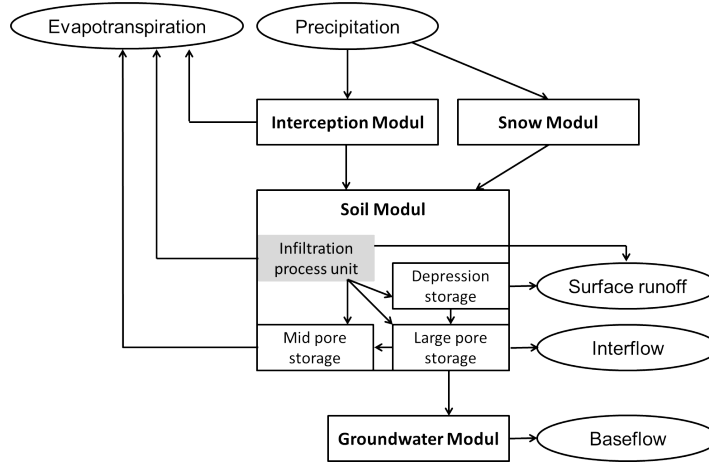 Evapotranspiration
Precipitation
Interception Modul
Snow Modul
Soil Modul
Infiltration
process unit
Depression
storage
Surface runoff
Mid pore
storage
Large pore
storage
Interflow
Groundwater Modul
Baseflow